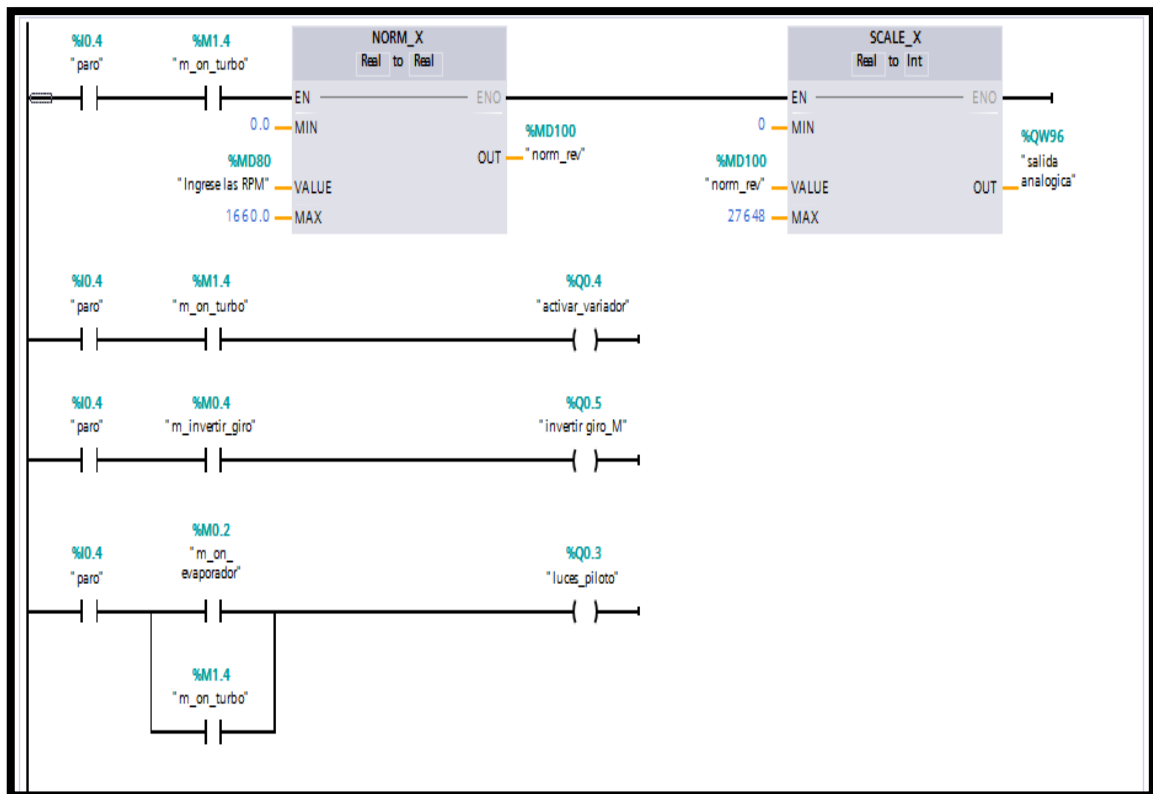 %I0.4 %M1.4 NORM_X SCALE_X
"paro" "m_on_turbo" Real to Real Real to Int
EN ENO EN ENO
0.0 MIN 0 MIN
%MD100 %QW96
"norm_rev" "salida
%MD80 OUT %MD100 OUT analogica"
"Ingrese las RPM" VALUE "norm_rev" VALUE
1660.0 MAX 27648 MAX
%I0.4 %M1.4 %Q0.4
"paro" "m_on_turbo" "activar_variador"
%I0.4 %M0.4 %Q0.5
"paro" "m_invertir_giro" "invertir giro_M"
%M0.2
%I0.4 "m_on_ %Q0.3
"paro" evaporador" "luces_piloto"
%M1.4
"m_on_turbo"